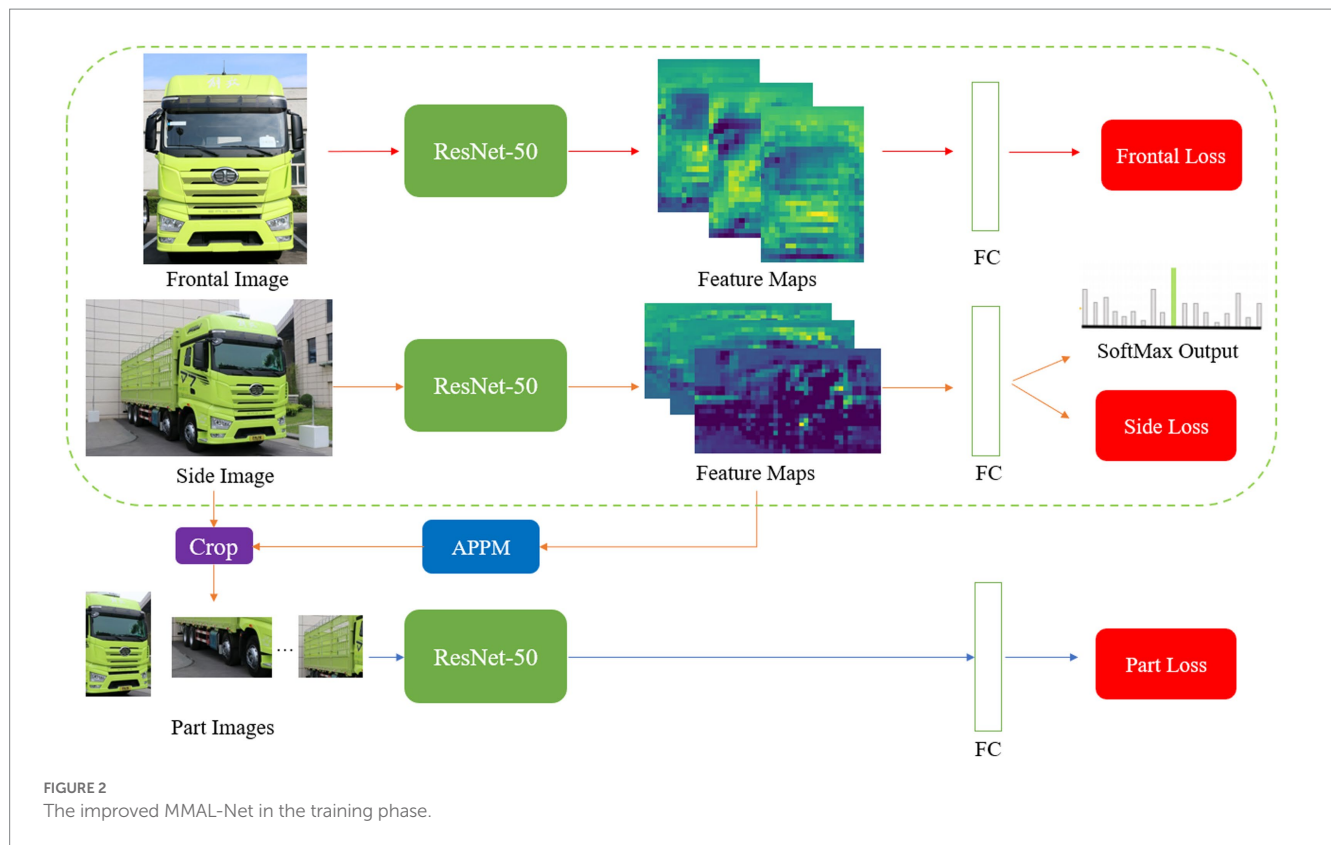 ResNet-50
Frontal Loss
FC
Frontal Image
Feature Maps
SoftMax Output
ResNet-50
Side Loss
Side Image
Feature Maps
FC
Crop
APPM
...
ResNet-50
Part Loss
Part Images
FC
FIGURE 2
The improved MMAL-Net in the training phase.